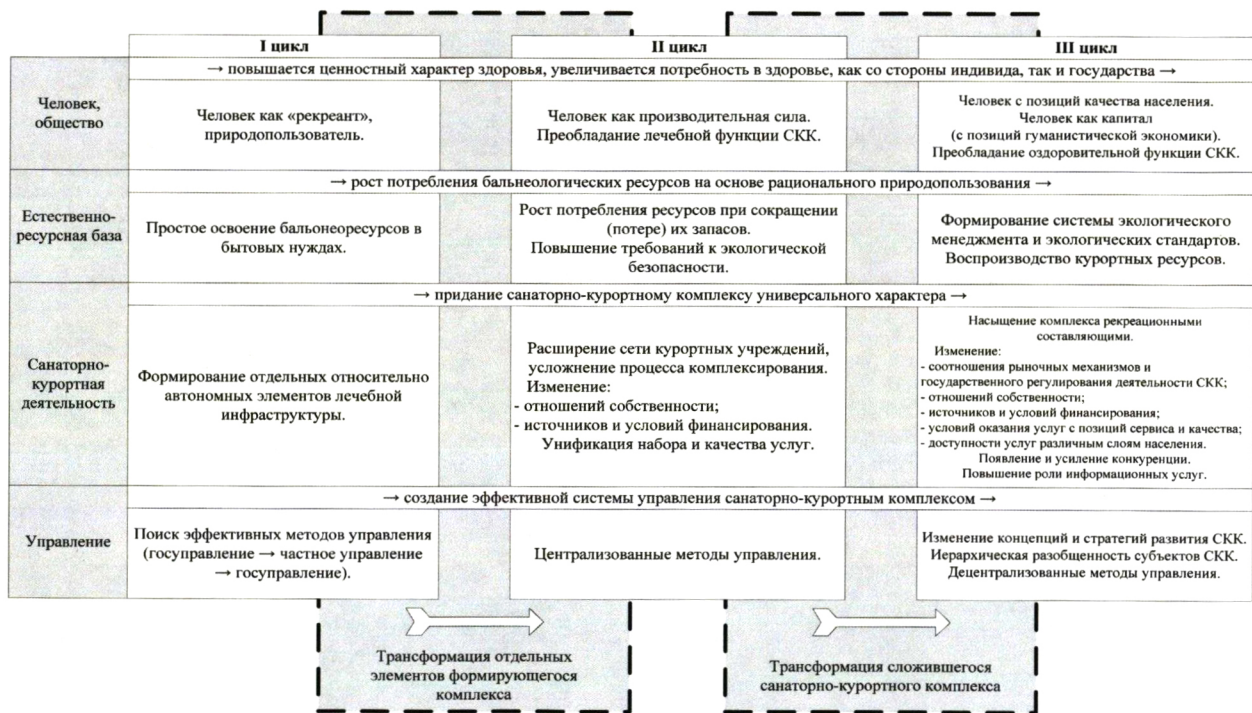 I цикл
II цикл
III цикл
→ повышается ценностный характер здоровья, увеличивается потребность в здоровье, как со стороны индивида, так и государства →
Человек,
общество
Человек как «рекреант»,
природопользователь.
Человек как производительная сила.
Преобладание лечебной функции СКК.
Человек с позиций качества населения.
Человек как капитал
(с позиций гуманистической экономики).
Преобладание оздоровительной функции СКК.
→ рост потребления бальнеологических ресурсов на основе рационального природопользования →
Естественно-
ресурсная база
Простое освоение бальонеоресурсов в
бытовых нуждах.
Рост потребления ресурсов при сокращении
(потере) их запасов.
Повышение требований к экологической
безопасности.
Формирование системы экологического
менеджмента и экологических стандартов.
Воспроизводство курортных ресурсов.
→ придание санаторно-курортному комплексу универсального характера →
Санаторно-
курортная
деятельность
Формирование отдельных относительно
автономных элементов лечебной
инфраструктуры.
Расширение сети курортных учреждений,
усложнение процесса комплексирования.
Изменение:
- отношений собственности;
- источников и условий финансирования.
Унификация набора и качества услуг.
Насыщение комплекса рекреационными
составляющими.
Изменение:
- соотношения рыночных механизмов и
государственного регулирования деятельности СКК;
- отношений собственности;
- источников и условий финансирования;
- условий оказания услуг с позиций сервиса и качества;
- доступности услуг различным слоям населения.
Появление и усиление конкуренции.
Повышение роли информационных услуг.
→ создание эффективной системы управления санаторно-курортным комплексом →
Управление
Поиск эффективных методов управления
(госуправление → частное управление
→ госуправление).
Централизованные методы управления.
Изменение концепций и стратегий развития СКК.
Иерархическая разобщенность субъектов СКК.
Децентрализованные методы управления.
Трансформация отдельных
элементов формирующегося
комплекса
Трансформация сложившегося
санаторно-курортного комплекса